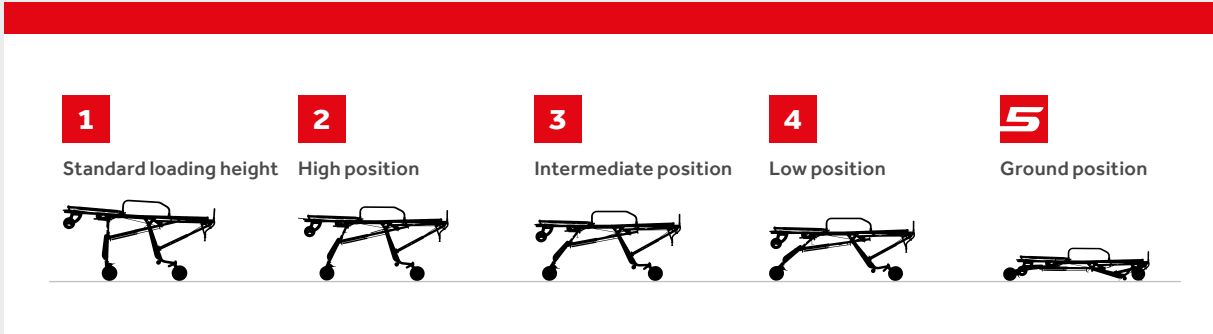 1
Standard loading height
2
High position
3
Intermediate position
4
Low position
5
Ground position